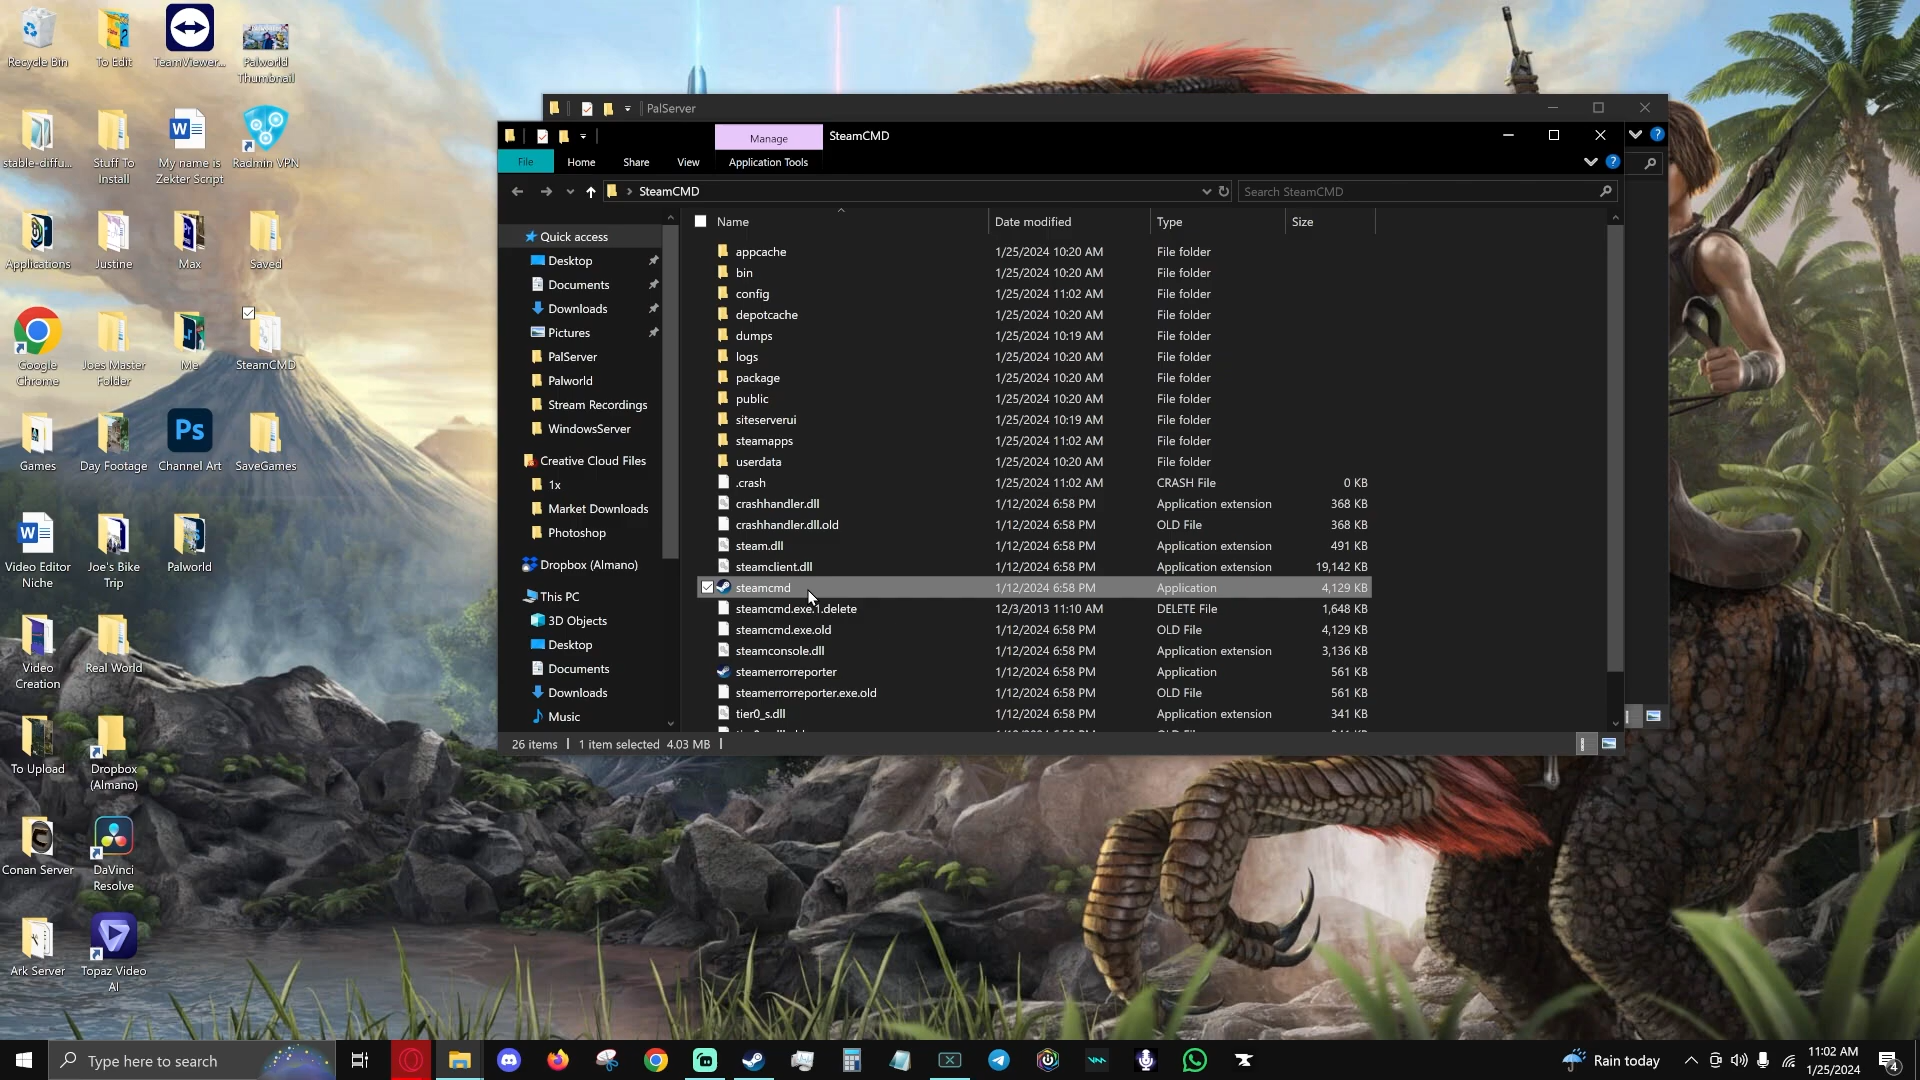 Recycle Bin
To Edit
TeamViewer...
Palworld
Thumbnail
stable-diffu...
Stuff To
Install
My name is
Zekter Script
Radmin VPN
Applications
Justine
Max
Saved
Google
Chrome
Joes Master
Folder
Me
SteamCMD
Games
Day Footage
Ps
Channel Art
SaveGames
Video Editor
Niche
Joe's Bike
Trip
Palworld
Video
Creation
Real World
To Upload
Dropbox
(Almano)
Conan Server
DaVinci
Resolve
Ark Server
Topaz Video
AI
PalServer
Manage
SteamCMD
File
Home
Share
View
Application Tools
SteamCMD
Search SteamCMD
Quick access
Desktop
Documents
Downloads
Pictures
PalServer
Palworld
Stream Recordings
WindowsServer
Creative Cloud Files
1x
Market Downloads
Photoshop
Dropbox (Almano)
This PC
3D Objects
Desktop
Documents
Downloads
Music
Name Date modified Type Size
appcache 1/25/2024 10:20 AM File folder
bin 1/25/2024 10:20 AM File folder
config 1/25/2024 11:02 AM File folder
depotcache 1/25/2024 10:20 AM File folder
dumps 1/25/2024 10:19 AM File folder
logs 1/25/2024 10:20 AM File folder
package 1/25/2024 10:20 AM File folder
public 1/25/2024 10:20 AM File folder
siteserverui 1/25/2024 10:19 AM File folder
steamapps 1/25/2024 11:02 AM File folder
userdata 1/25/2024 10:20 AM File folder
.crash 1/25/2024 11:02 AM CRASH File 0 KB
crashhandler.dll 1/12/2024 6:58 PM Application extension 368 KB
crashhandler.dll.old 1/12/2024 6:58 PM OLD File 368 KB
steam.dll 1/12/2024 6:58 PM Application extension 491 KB
steamclient.dll 1/12/2024 6:58 PM Application extension 19,142 KB
steamcmd 1/12/2024 6:58 PM Application 4,129 KB
steamcmd.exe.1.delete 12/3/2013 11:10 AM DELETE File 1,648 KB
steamcmd.exe.old 1/12/2024 6:58 PM OLD File 4,129 KB
steamconsole.dll 1/12/2024 6:58 PM Application extension 3,136 KB
steamerrorreporter 1/12/2024 6:58 PM Application 561 KB
steamerrorreporter.exe.old 1/12/2024 6:58 PM OLD File 561 KB
tier0_s.dll 1/12/2024 6:58 PM Application extension 341 KB
26 items 1 item selected 4.03 MB
Type here to search
Rain today
11:02 AM
1/25/2024
4